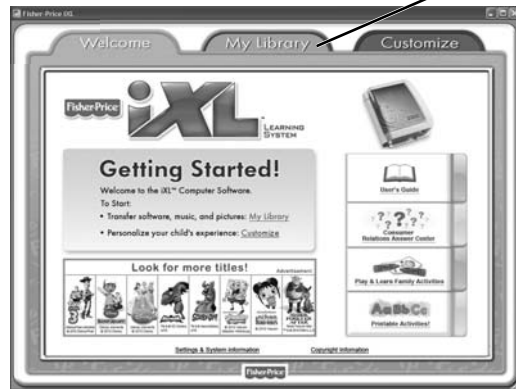 Fisher-Price iXL
Welcome
My Library
Customize
Fisher-Price
iXL
LEARNING
SYSTEM
Getting Started!
Welcome to the iXL™ Computer Software.
To Start:
• Transfer software, music, and pictures: My Library
• Personalize your child's experience: Customize
User's Guide
Consumer
Relations Answer Center
Play & Learn Family Activities
AaBbCc
Printable Activities!
Look for more titles!
Advertisement
Settings & System Information
Copyright Information
Fisher-Price